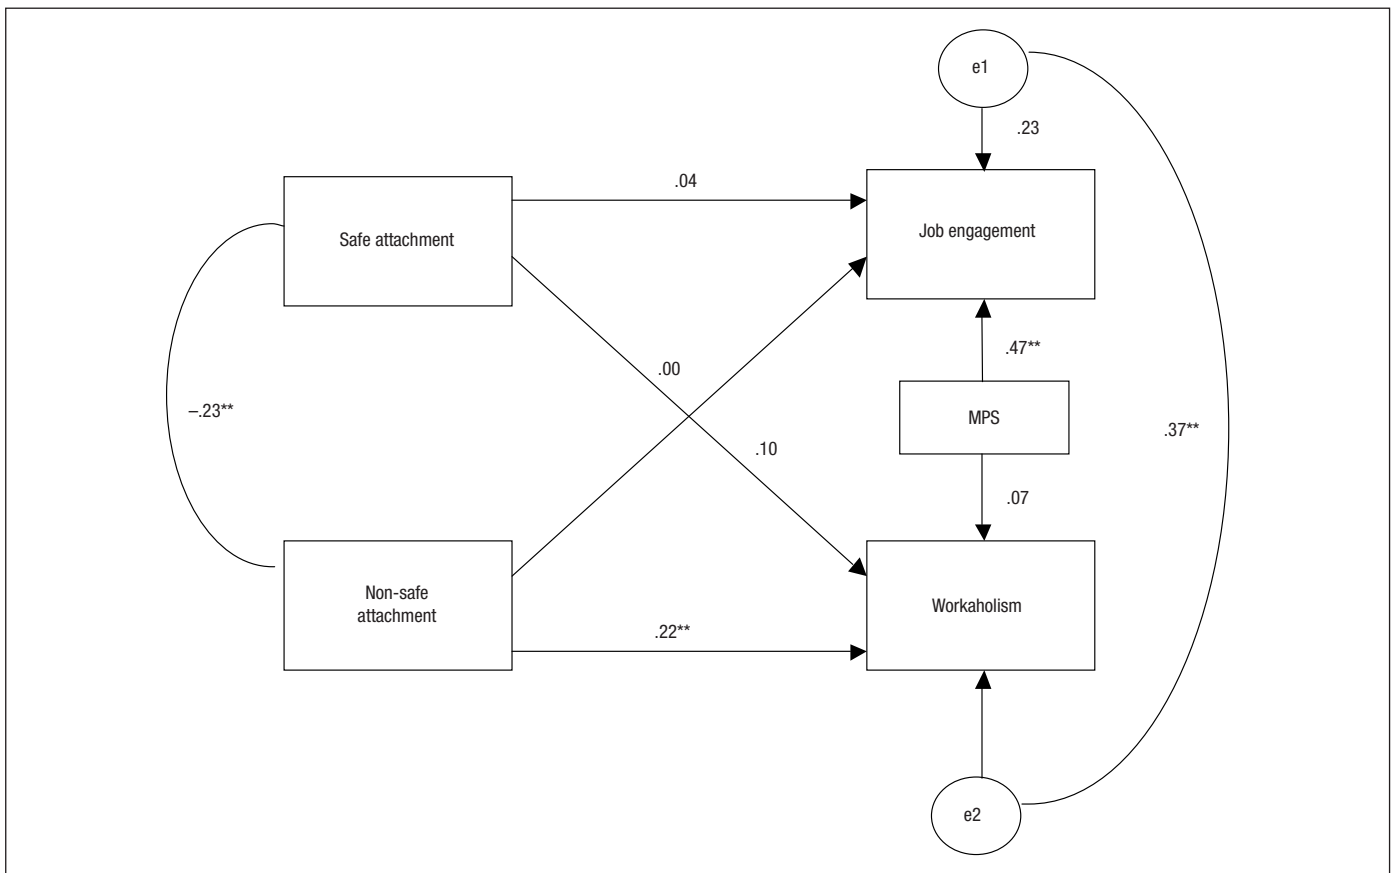 e1
.23
.04
Safe attachment
Job engagement
.00
.47**
MPS
–.23**
.37**
.10
.07
Non-safe
attachment
Workaholism
.22**
e2